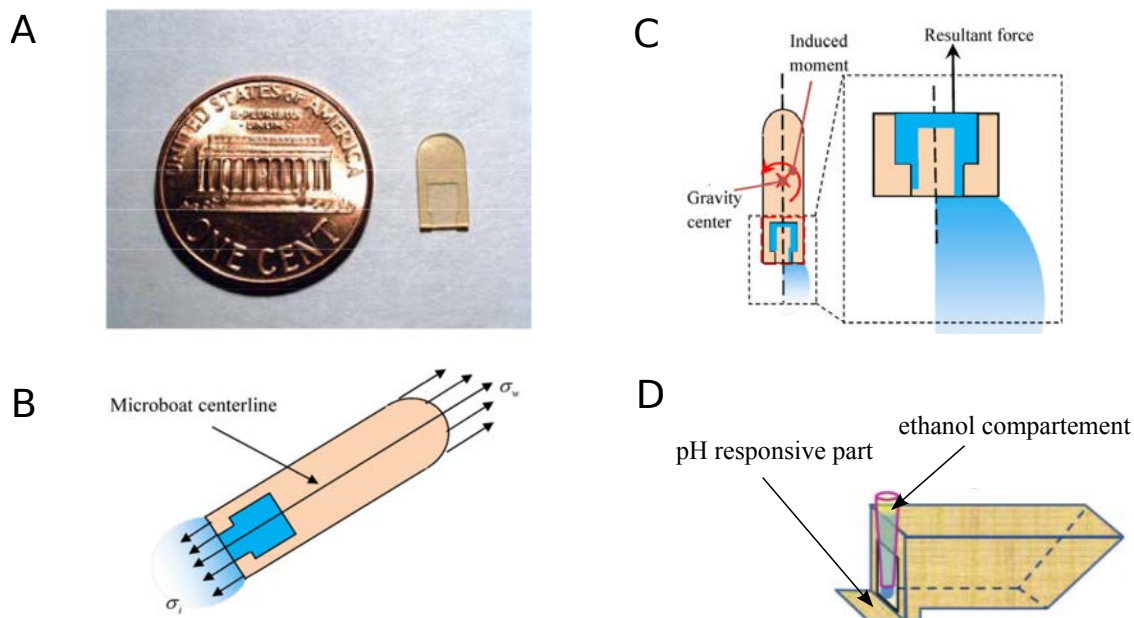 A
UNITED STATES of AMERICA
E·PLURIBUS
·UNUM·
ONE CENT
B
Microboat centerline
σw
σi
C
Resultant force
Induced
moment
Gravity
center
D
ethanol compartement
pH responsive part